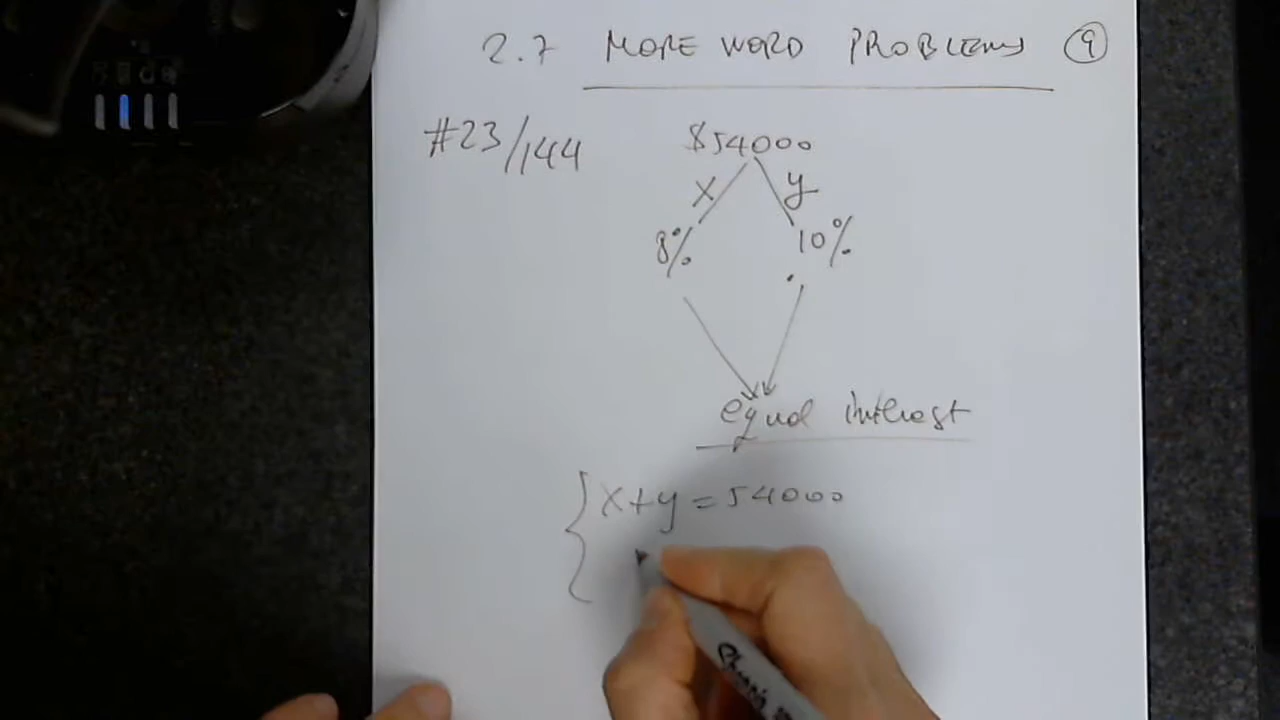 2.7 MORE WORD PROBLEMS 9
#23/144
$54000
x y
8% 10%
equal interest
x+y=54000